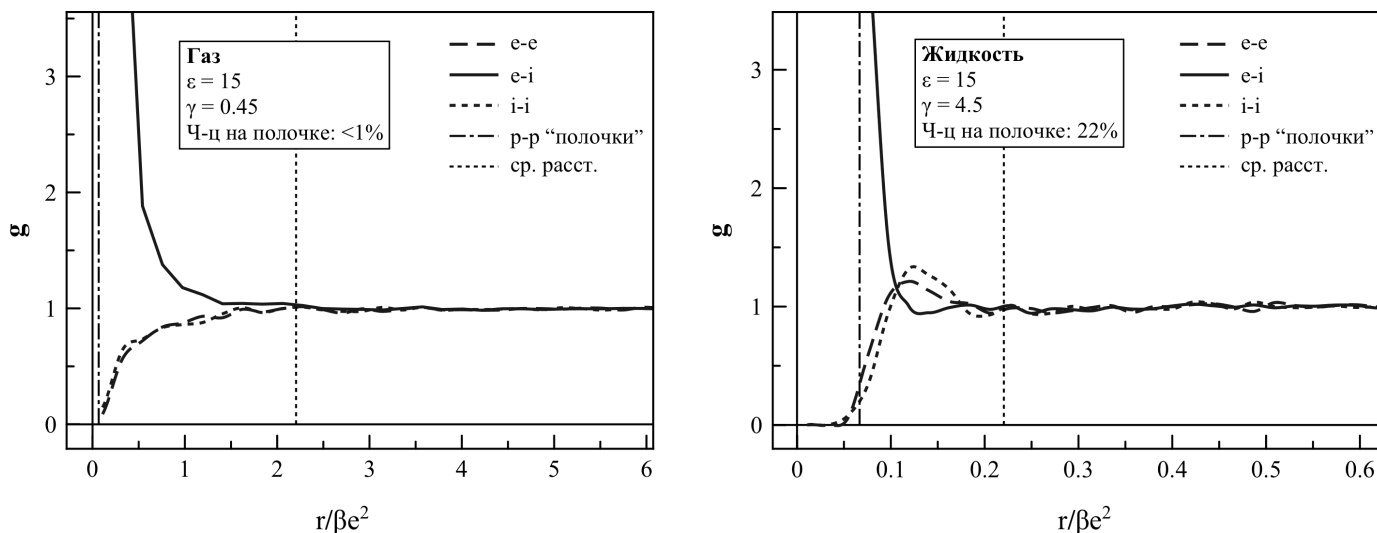 g
3
2
1
0
Газ
ε = 15
γ = 0.45
Ч-ц на полочке: <1%
e-e
e-i
i-i
р-р “полочки”
ср. расст.
0 1 2 3 4 5 6
r/βe²
g
3
2
1
0
Жидкость
ε = 15
γ = 4.5
Ч-ц на полочке: 22%
e-e
e-i
i-i
р-р “полочки”
ср. расст.
0 0.1 0.2 0.3 0.4 0.5 0.6
r/βe²